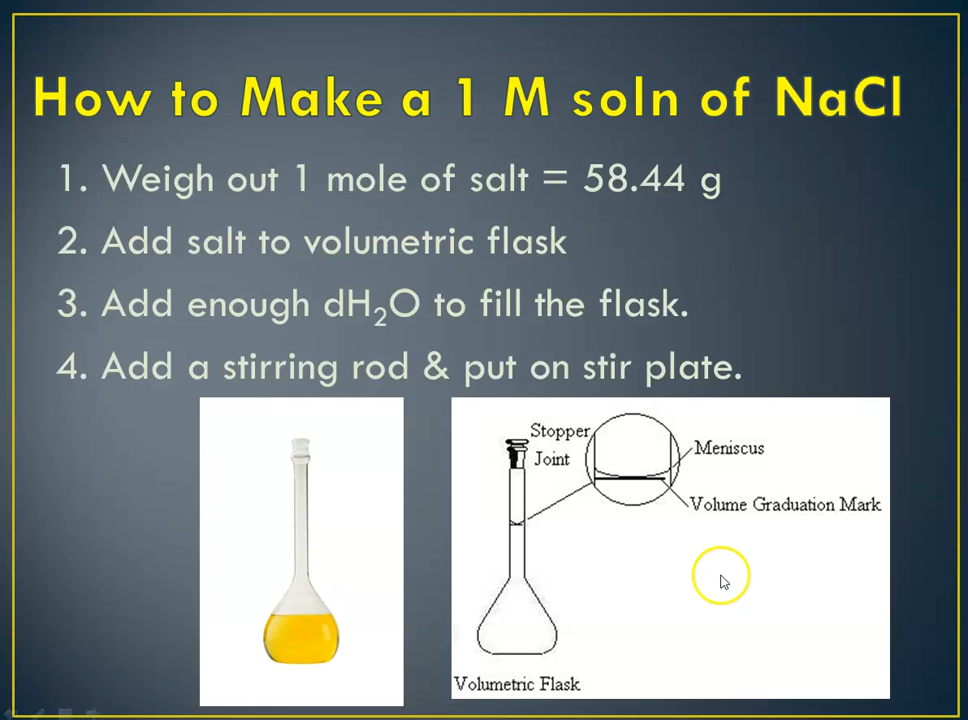 How to Make a 1 M soln of NaCl
1. Weigh out 1 mole of salt = 58.44 g
2. Add salt to volumetric flask
3. Add enough dH₂O to fill the flask.
4. Add a stirring rod & put on stir plate.
Stopper
Joint
Meniscus
Volume Graduation Mark
Volumetric Flask